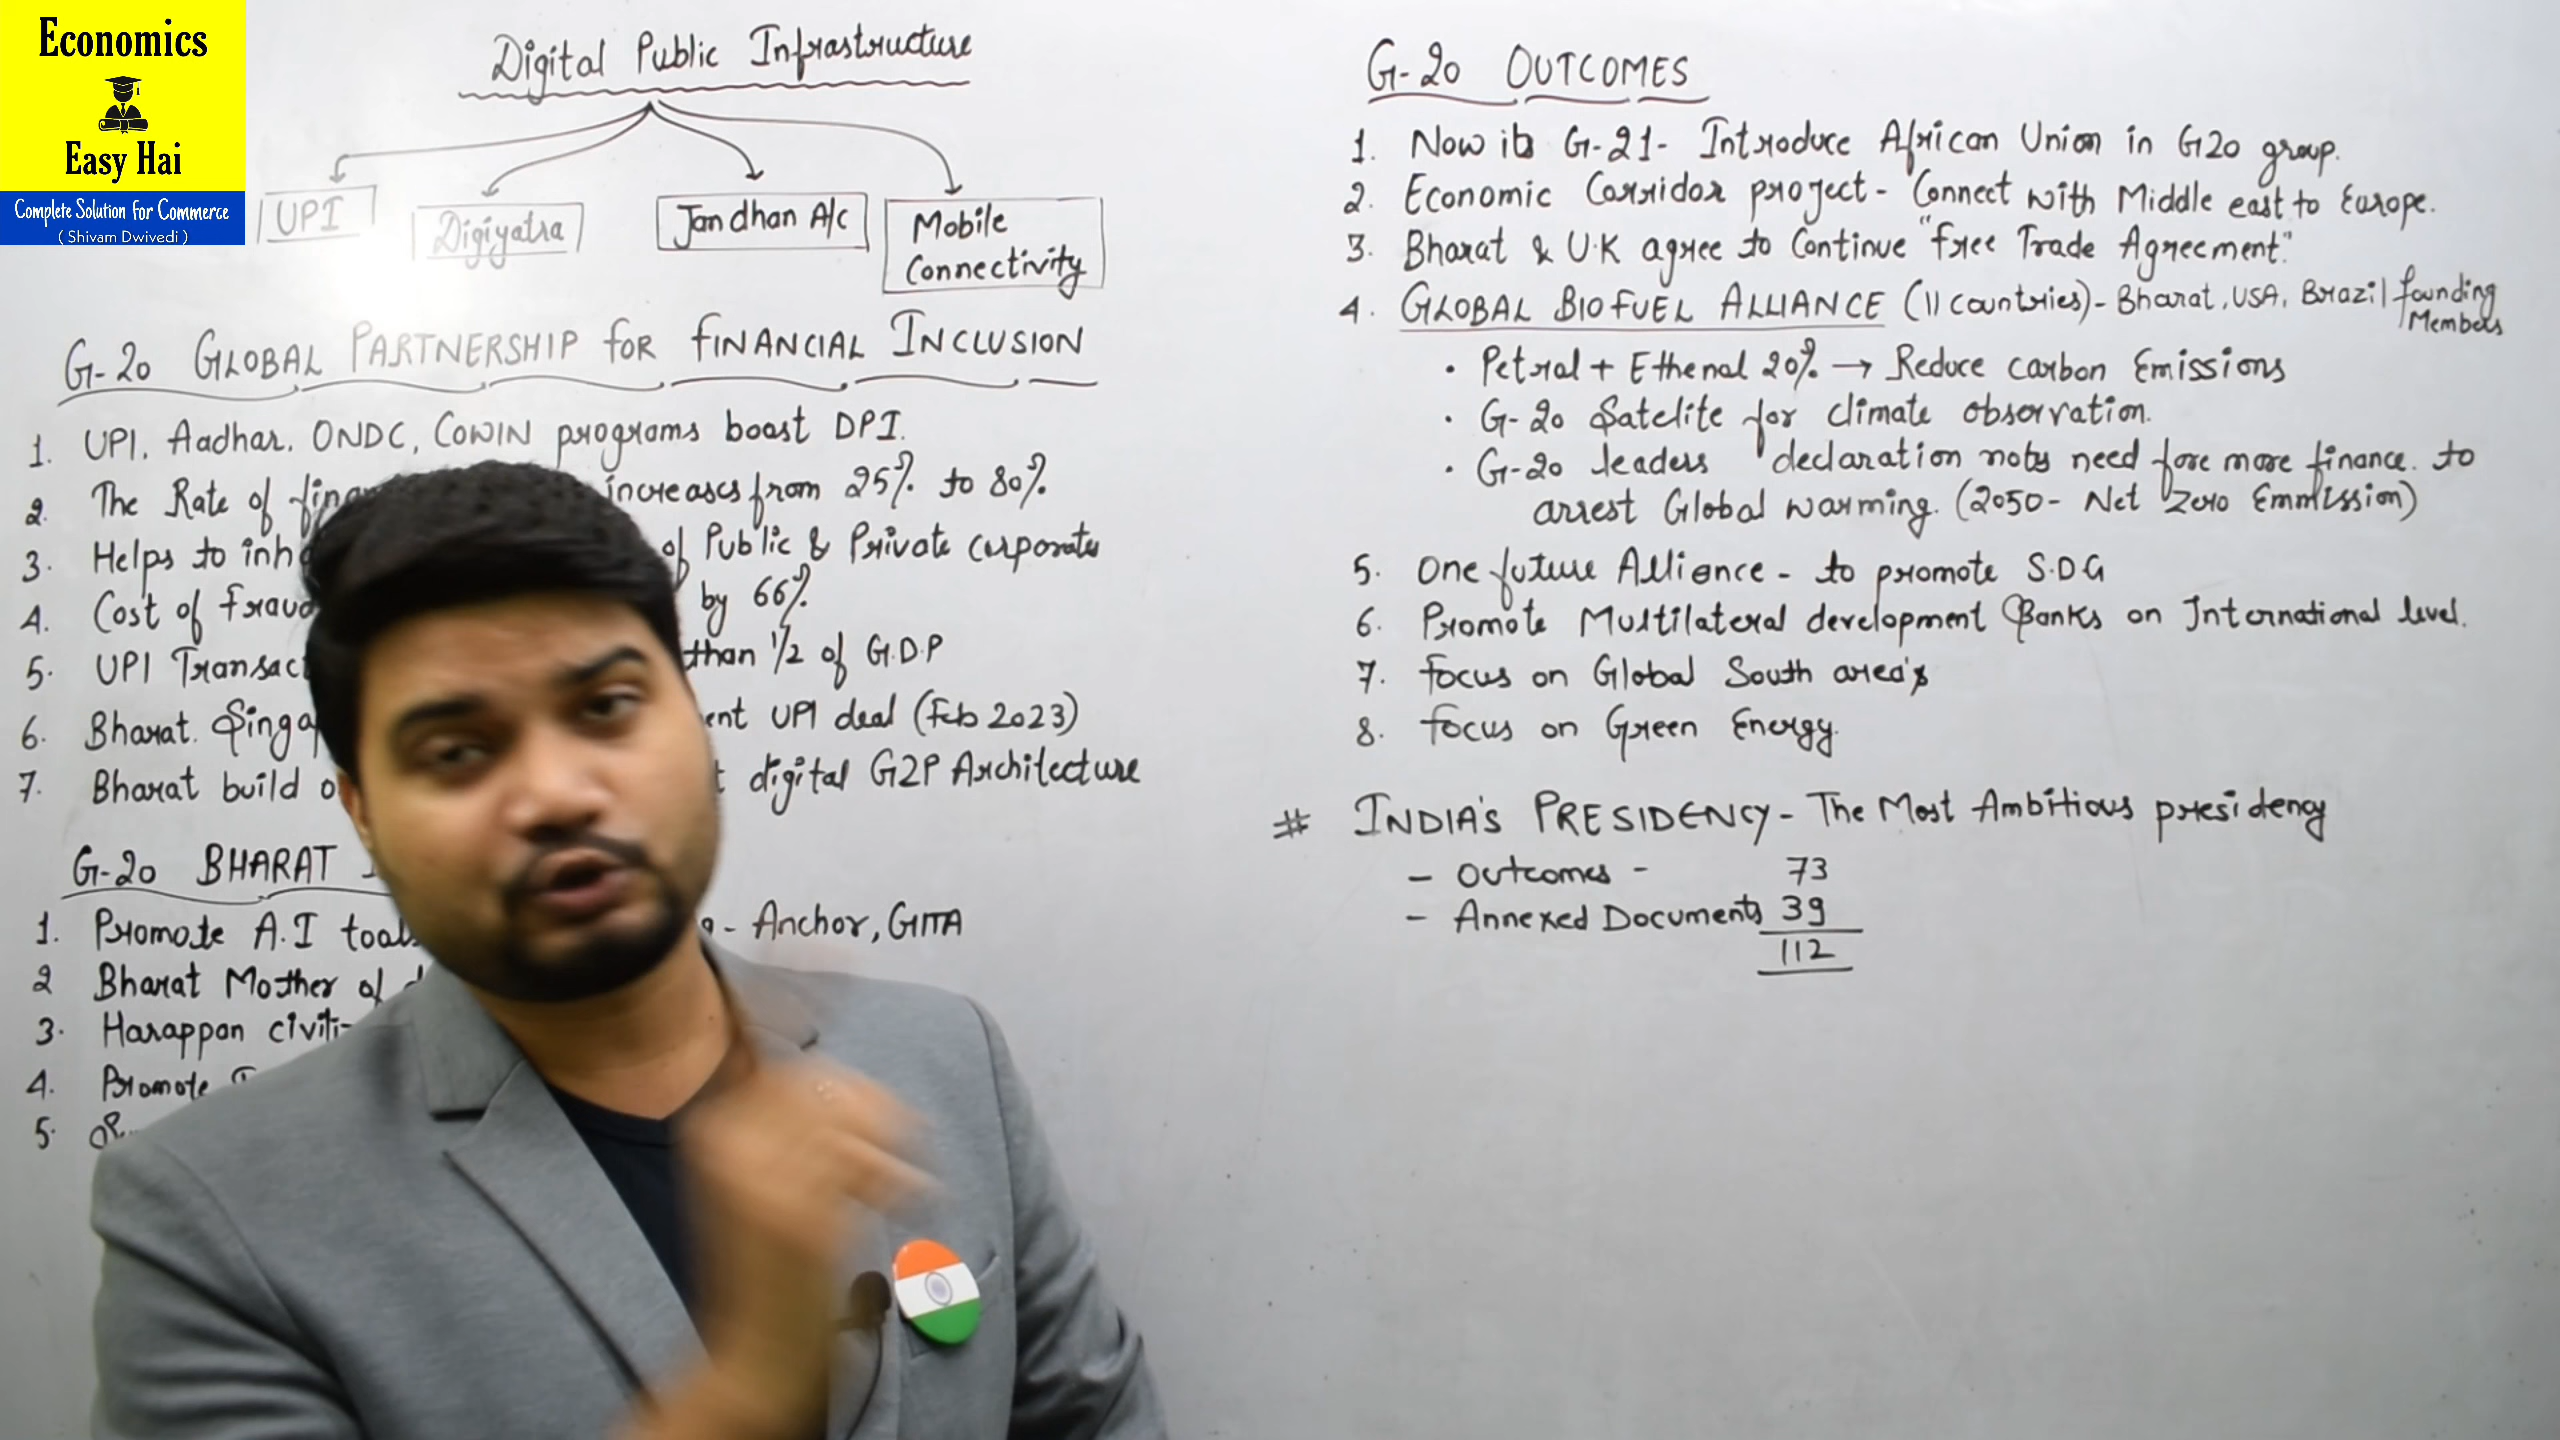 Economics
Easy Hai
Complete Solution for Commerce
( Shivam Dwivedi )
Digital Public Infrastructure
UPI
Digiyatra
Jandhan A/c
Mobile
Connectivity
G-20 GLOBAL PARTNERSHIP FOR FINANCIAL INCLUSION
1. UPI, Aadhar, ONDC, COWIN programs boost DPI.
2. The Rate of increases from 25% to 80%
3. Helps to of Public & Private corporate
4. Cost of by 66%
5. UPI than 1/2 of G.D.P
6. Bharat. UPI deal (Feb 2023)
7. Bharat build digital G2P Architecture
G-20 BHARAT
1. Promote A.I - Anchor, GITA
2 Bharat Mother of
3. Harappan
4. Promote
5.
G-20 OUTCOMES
1. Now its G-21- Introduce African Union in G20 group.
2. Economic Corridor project - Connect with Middle east to Europe.
3. Bharat & U.K agree to Continue "free Trade Agreement."
4. GLOBAL BIOFUEL ALLIANCE (11 countries)- Bharat, USA, Brazil founding
Members
• Petrol + Ethenol 20% → Reduce carbon Emissions
• G-20 Satelite for climate observation.
• G-20 leaders declaration notes need fore more finance. to
arrest Global warming. (2050- Net Zero Emmission)
5. One future Alliance - to promote S.D.G
6. Promote Multilateral development Banks on International level.
7. focus on Global South area's
8. focus on Green Energy.
# INDIA'S PRESIDENCY - The Most Ambitious presidency
- Outcomes - 73
- Annexed Documents 39
112